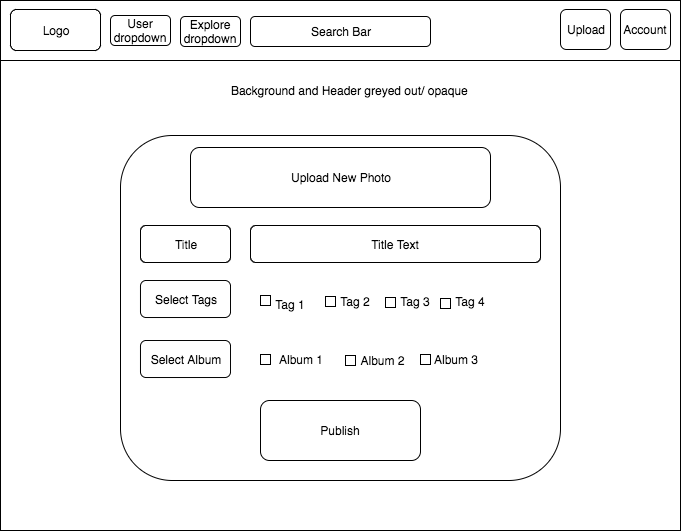 Logo
User
dropdown
Explore
dropdown
Search Bar
Upload
Account
Background and Header greyed out/ opaque
Upload New Photo
Title
Title Text
Select Tags
Tag 1
Tag 2
Tag 3
Tag 4
Select Album
Album 1
Album 2
Album 3
Publish